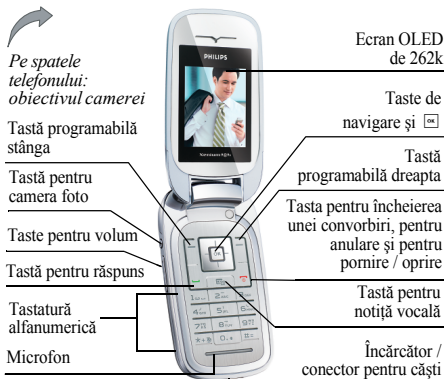 Pe spatele
telefonului:
obiectivul camerei
Tastă programabilă
stânga
Tastă pentru
camera foto
Taste pentru volum
Tastă pentru răspuns
Tastatură
alfanumerică
Microfon
PHILIPS
Ecran OLED
de 262k
Taste de
navigare și OK
Tastă
programabilă dreapta
Tasta pentru încheierea
unei convorbiri, pentru
anulare și pentru
pornire / oprire
Tastă pentru
notiță vocală
Încărcător /
conector pentru căști